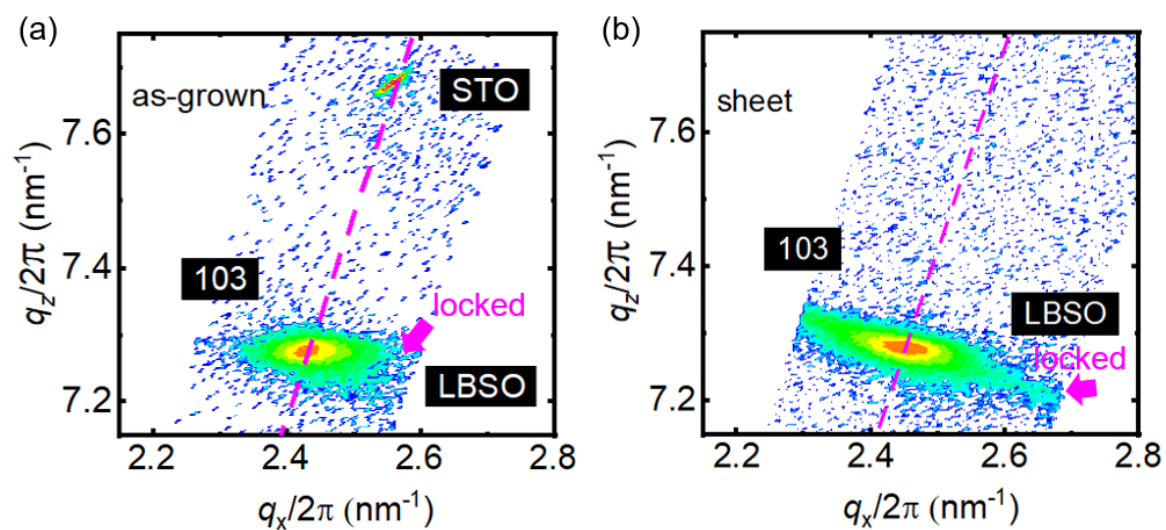 (a)
as-grown
STO
103
locked
LBSO
7.6
7.4
7.2
2.2 2.4 2.6 2.8
qz/2π (nm-1)
qx/2π (nm-1)
(b)
sheet
103
LBSO
locked
7.6
7.4
7.2
2.2 2.4 2.6 2.8
qz/2π (nm-1)
qx/2π (nm-1)